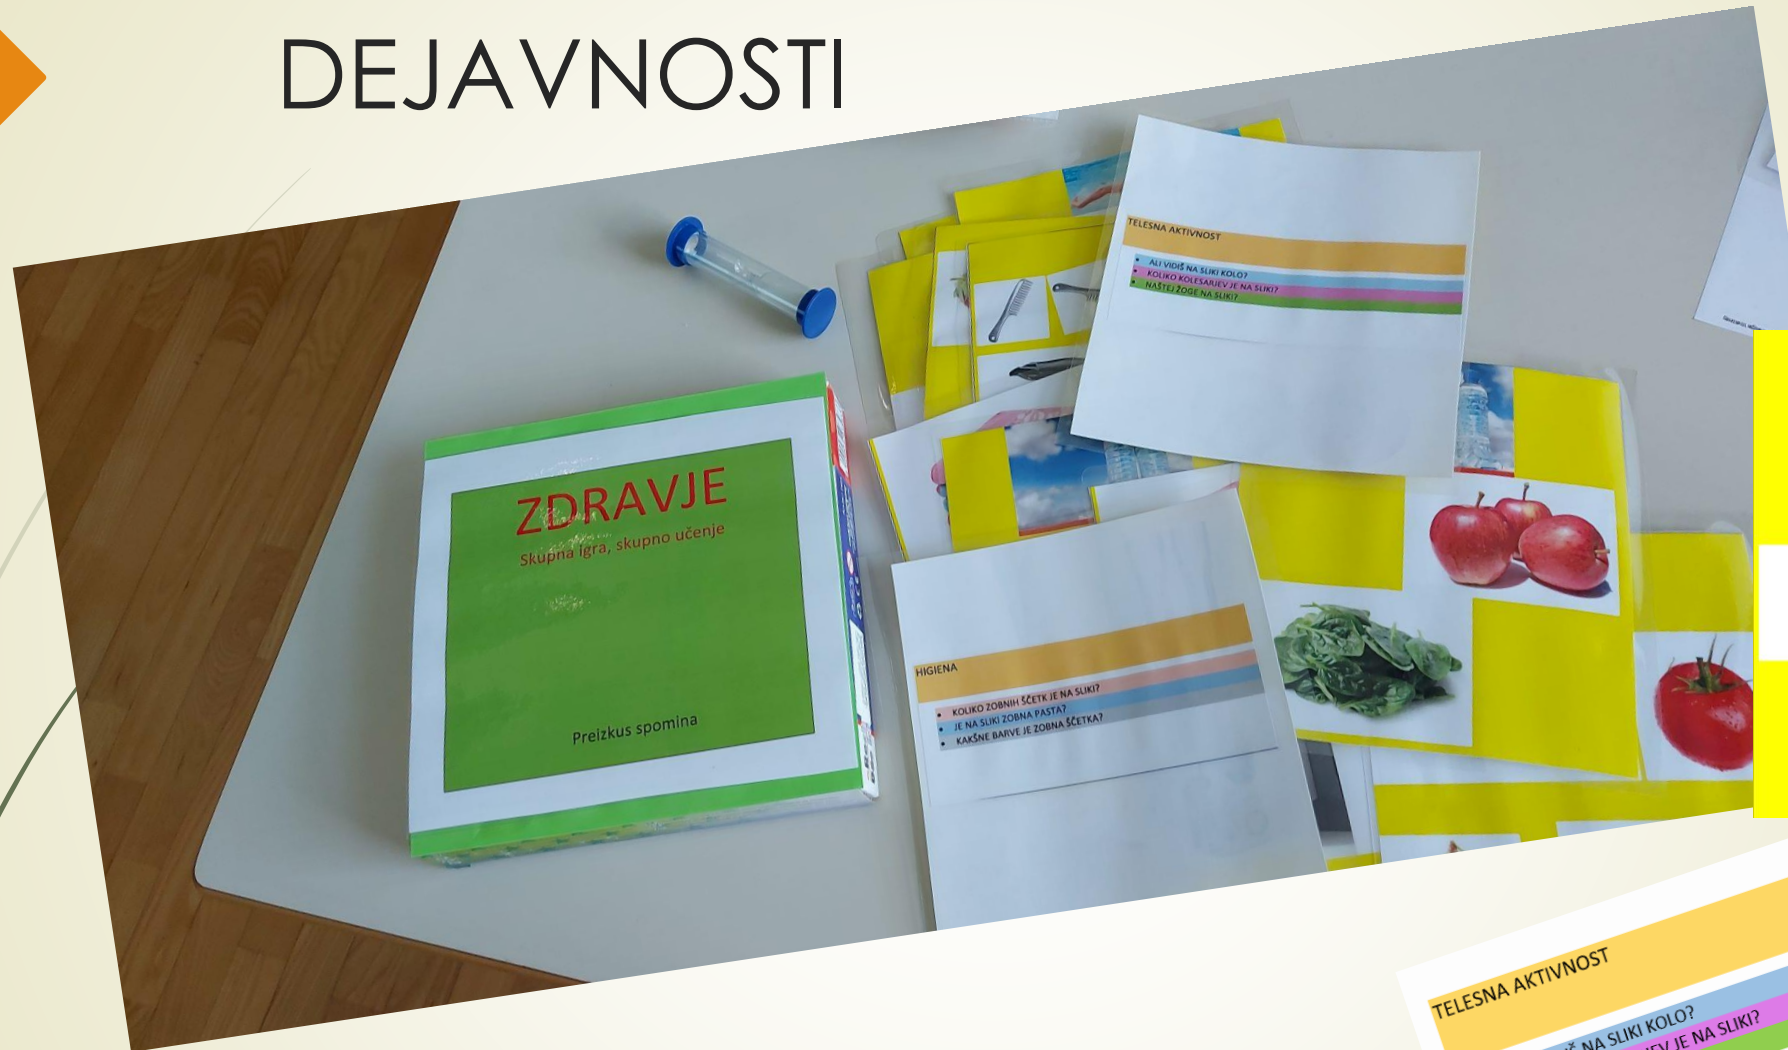 DEJAVNOSTI
TELESNA AKTIVNOST
• ALI VIDIŠ NA SLIKI KOLO?
• KOLIKO KOLESARJEV JE NA SLIKI?
• NAŠTEJ ŽOGE NA SLIKI?
ZDRAVJE
Skupna igra, skupno učenje
Preizkus spomina
HIGIENA
• KOLIKO ZOBNIH ŠČETK JE NA SLIKI?
• JE NA SLIKI ZOBNA PASTA?
• KAKŠNE BARVE JE ZOBNA ŠČETKA?
TELESNA AKTIVNOST
NA SLIKI KOLO?
JE NA SLIKI?